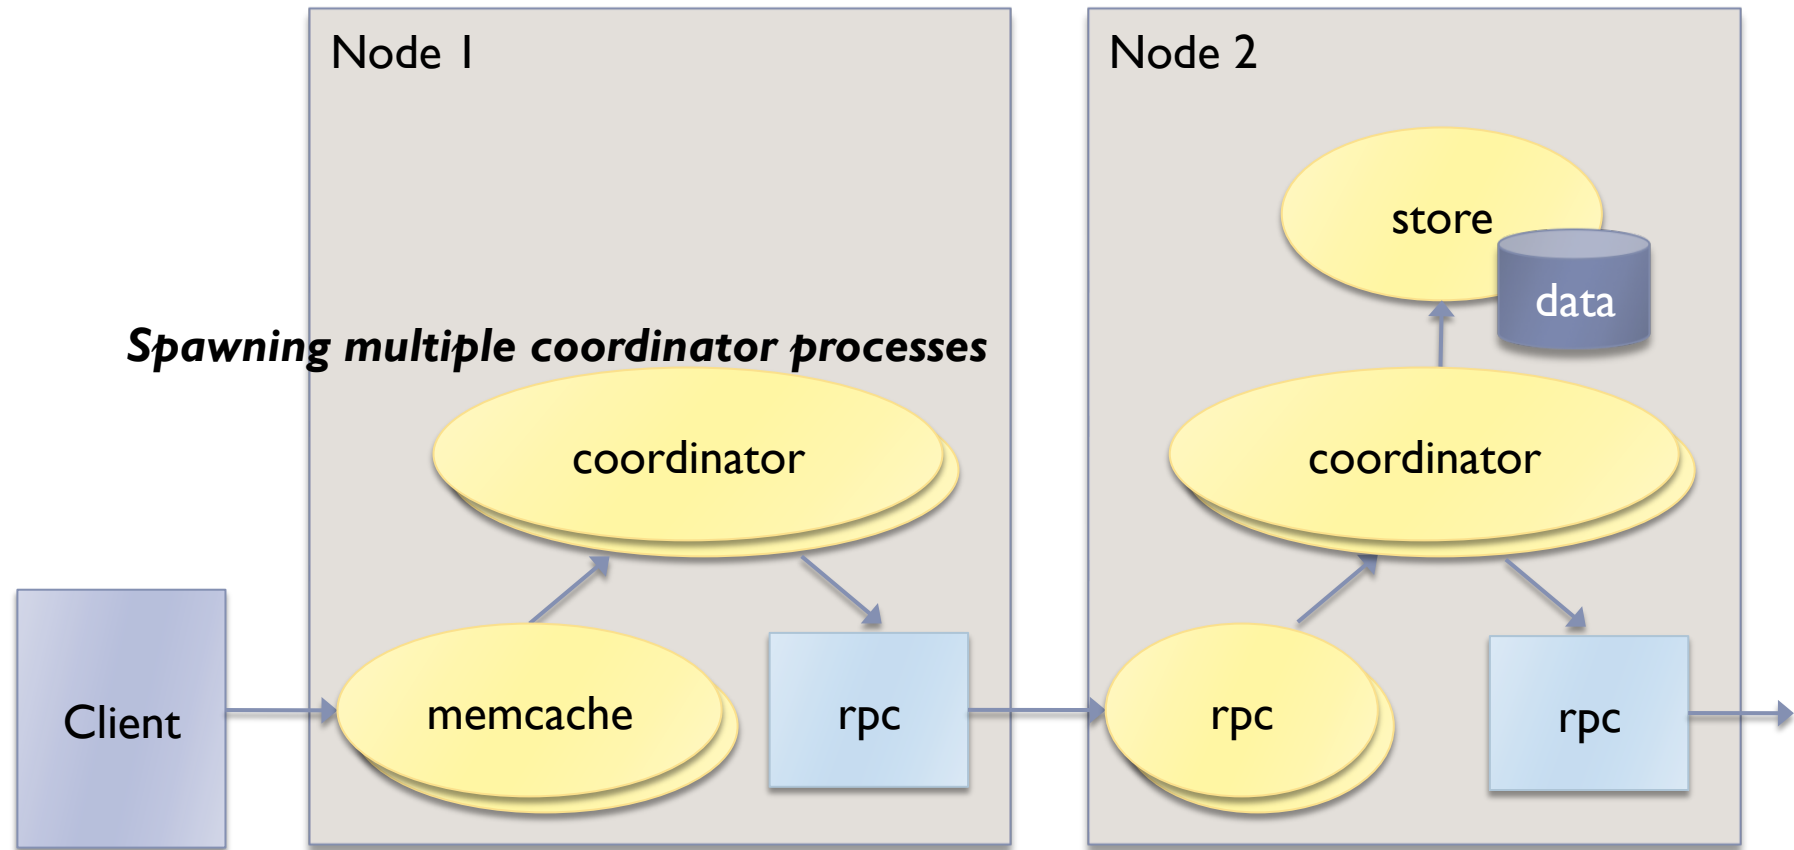 Node 1
Node 2
store
data
Spawning multiple coordinator processes
coordinator
coordinator
Client
memcache
rpc
rpc
rpc